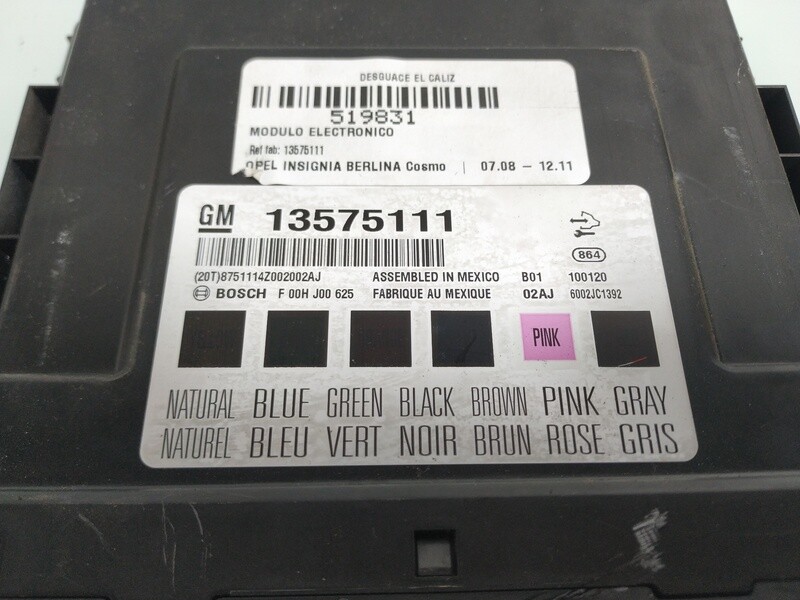 DESGUACE EL CALIZ
519831
MODULO ELECTRONICO
Ref fab: 13575111
OPEL INSIGNIA BERLINA Cosmo | 07.08 - 12.11
GM 13575111
864
(20T)8751114Z002002AJ ASSEMBLED IN MEXICO B01 100120
BOSCH F 00H J00 625 FABRIQUE AU MEXIQUE 02AJ 6002JC1392
PINK
NATURAL BLUE GREEN BLACK BROWN PINK GRAY
NATUREL BLEU VERT NOIR BRUN ROSE GRIS